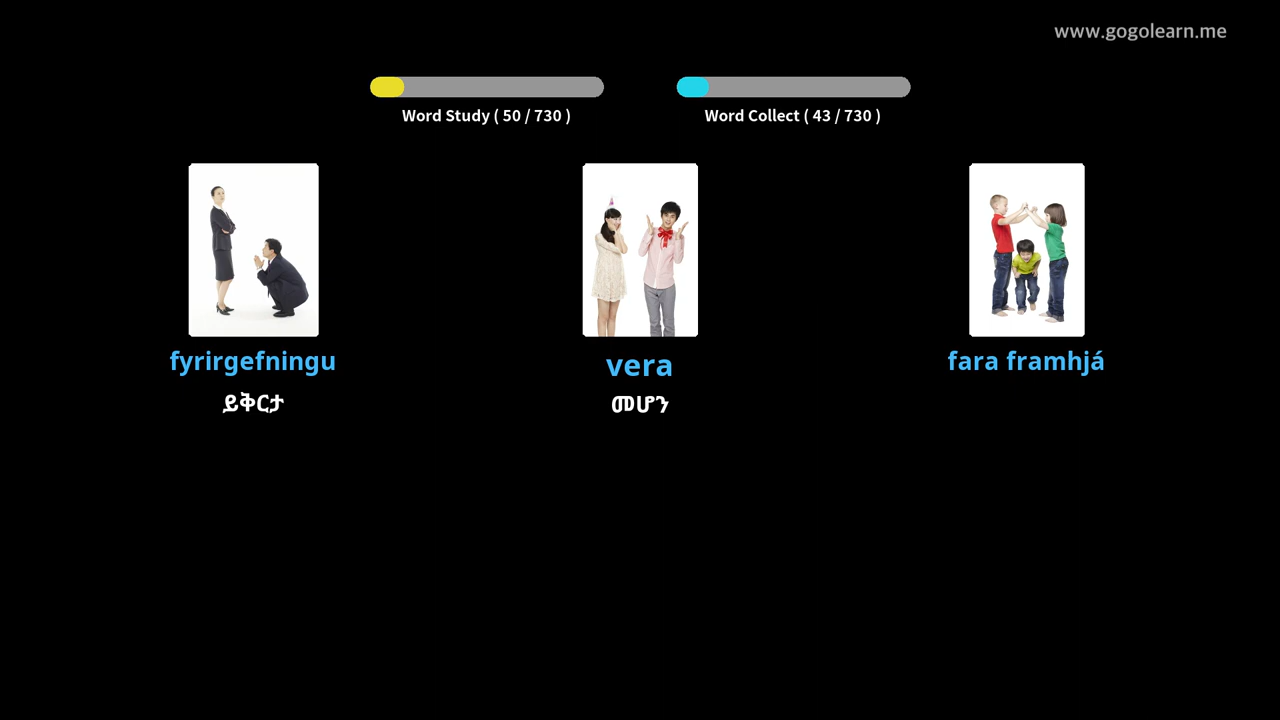 www.gogolearn.me
Word Study ( 50 / 730 )
Word Collect ( 43 / 730 )
fyrirgefningu
vera
fara framhjá
ይቅርታ
መሆን